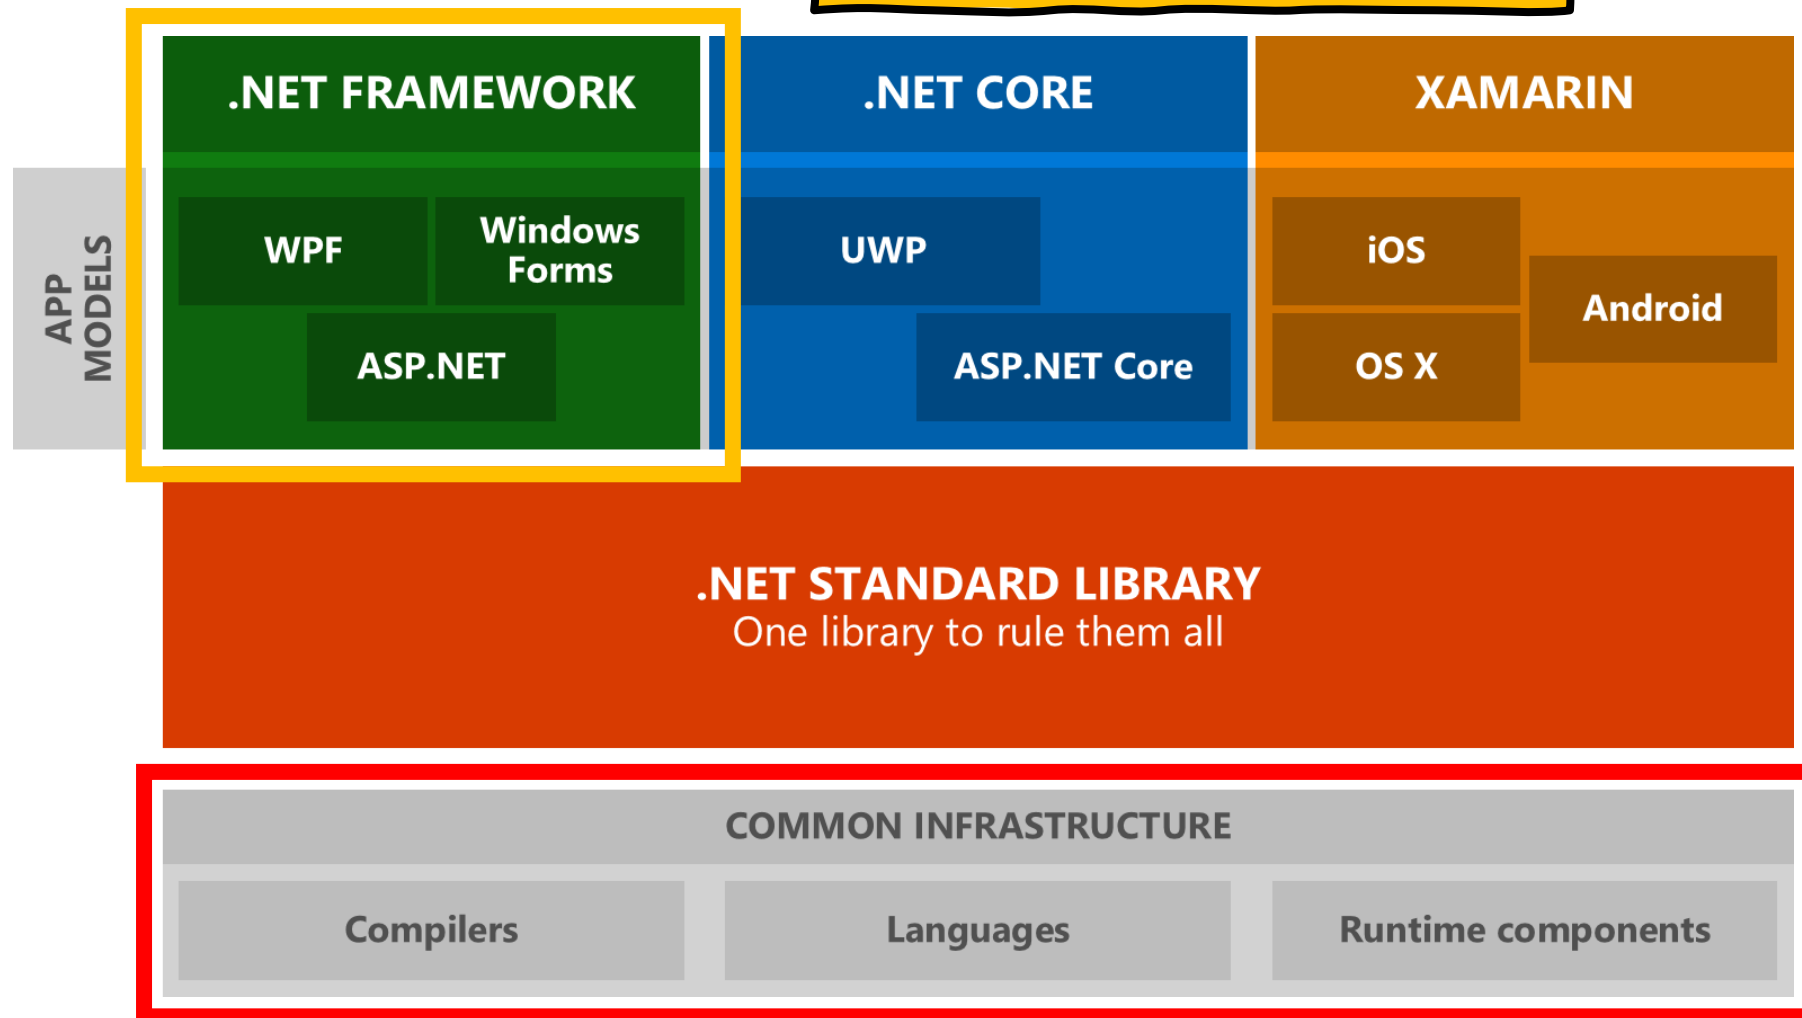 .NET FRAMEWORK
.NET CORE
XAMARIN
APP
MODELS
WPF
Windows
Forms
ASP.NET
UWP
ASP.NET Core
iOS
Android
OS X
.NET STANDARD LIBRARY
One library to rule them all
COMMON INFRASTRUCTURE
Compilers
Languages
Runtime components